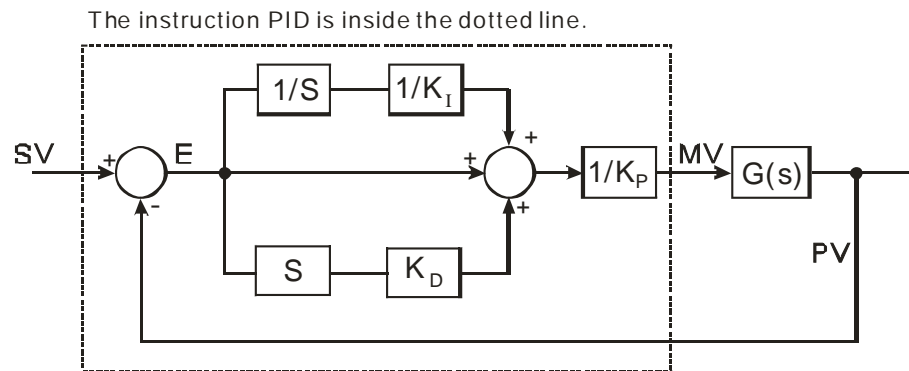 The instruction PID is inside the dotted line.
1/S
1/K_I
+
SV
+
E
+
1/K_P
MV
G(s)
-
+
S
K_D
PV